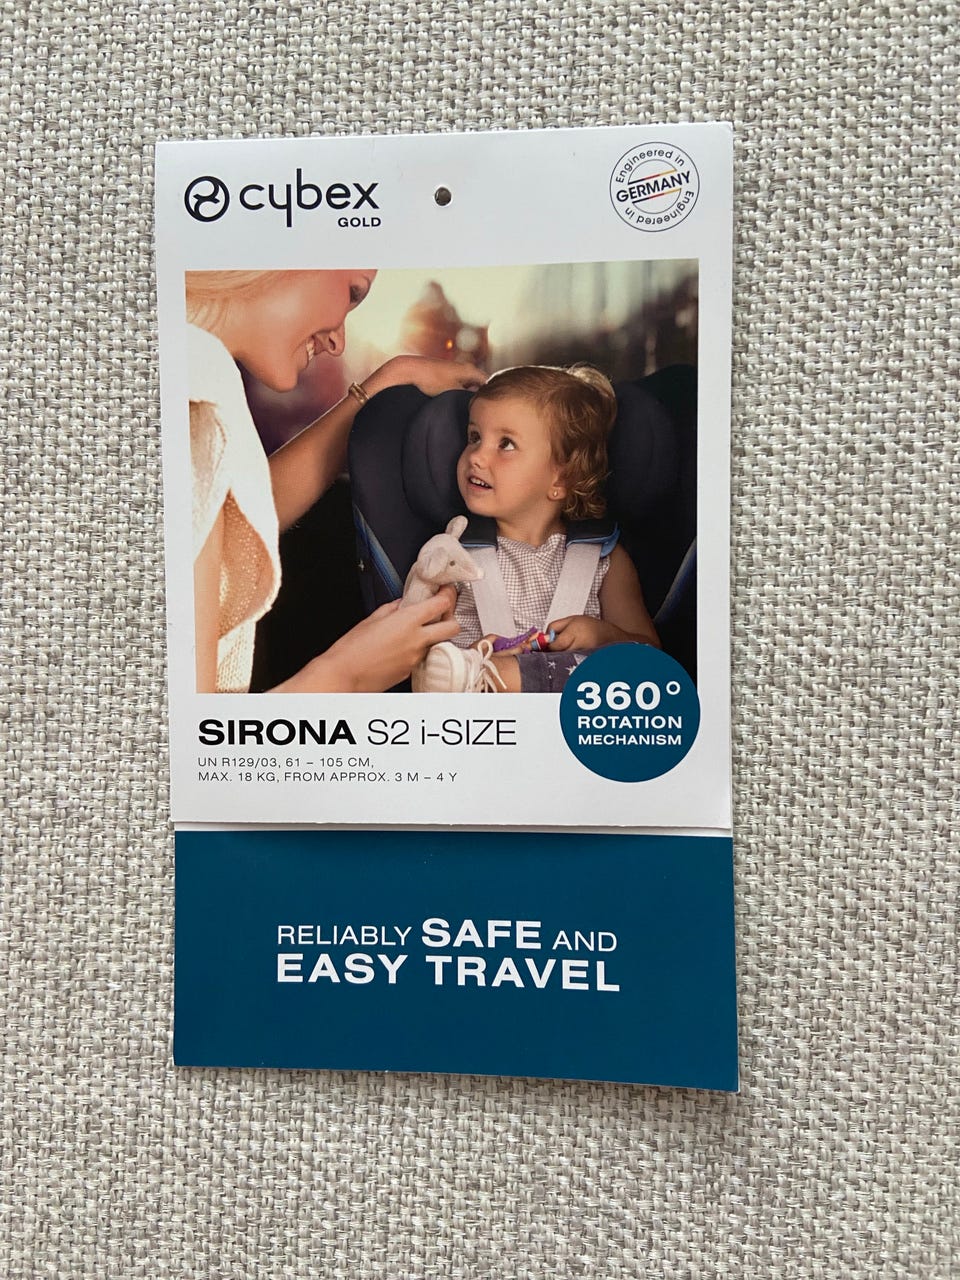 cybex
GOLD
Engineered in
GERMANY
Engineered in
SIRONA S2 i-SIZE
UN R129/03, 61 – 105 CM,
MAX. 18 KG, FROM APPROX. 3 M – 4 Y
360°
ROTATION
MECHANISM
RELIABLY SAFE AND
EASY TRAVEL